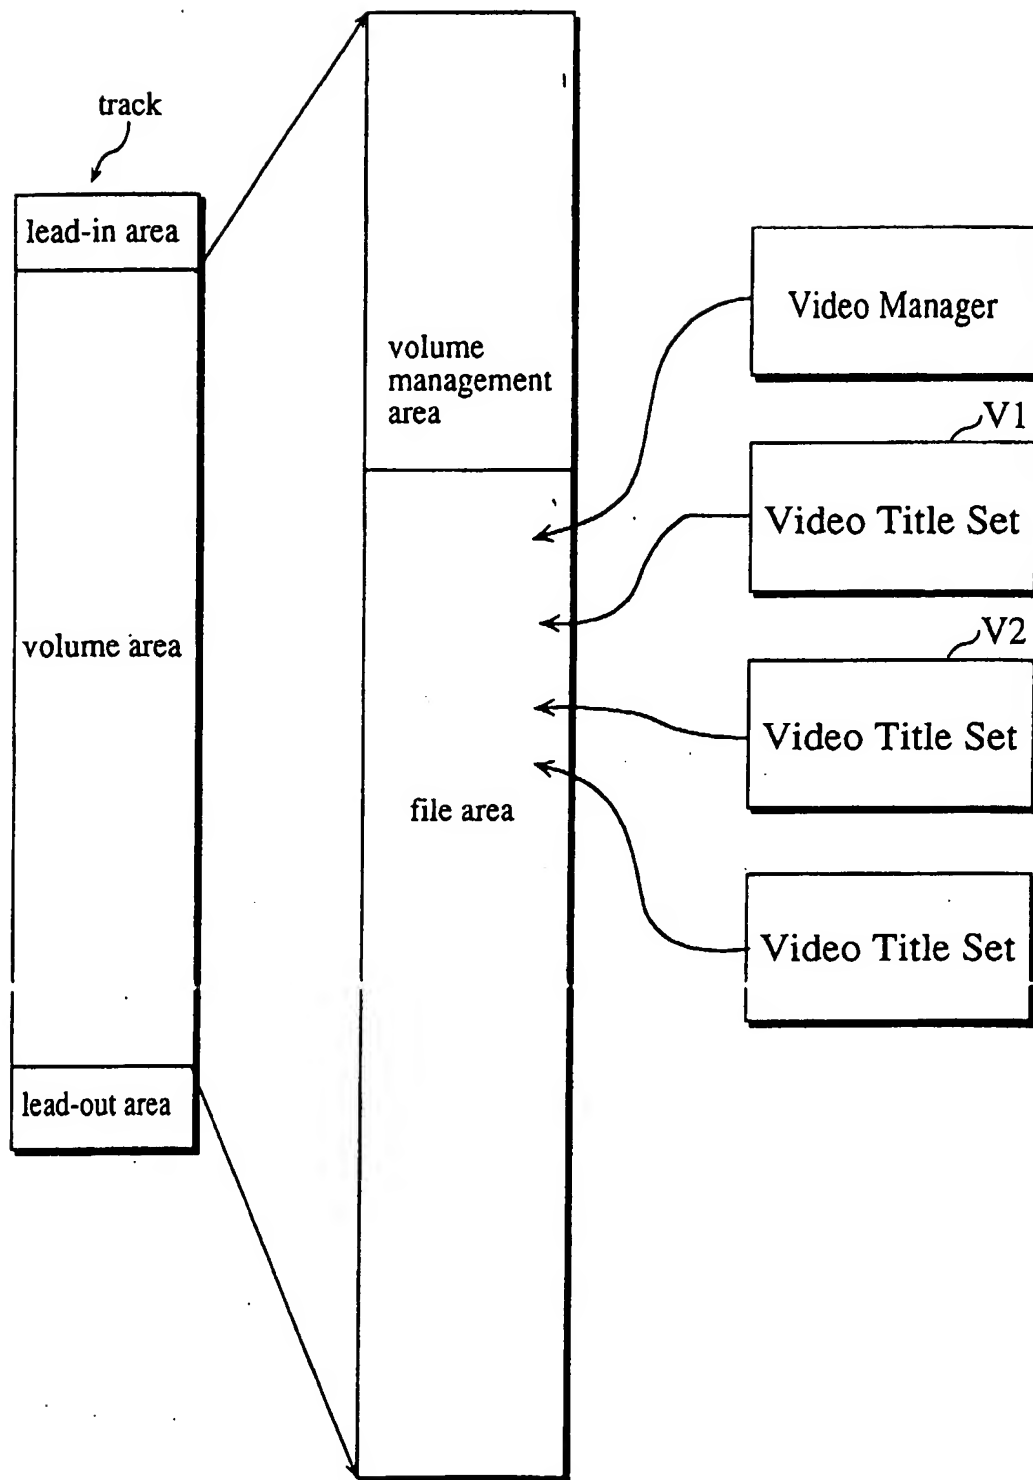 track
lead-in area
volume area
lead-out area
volume
management
area
file area
Video Manager
V1
Video Title Set
V2
Video Title Set
Video Title Set